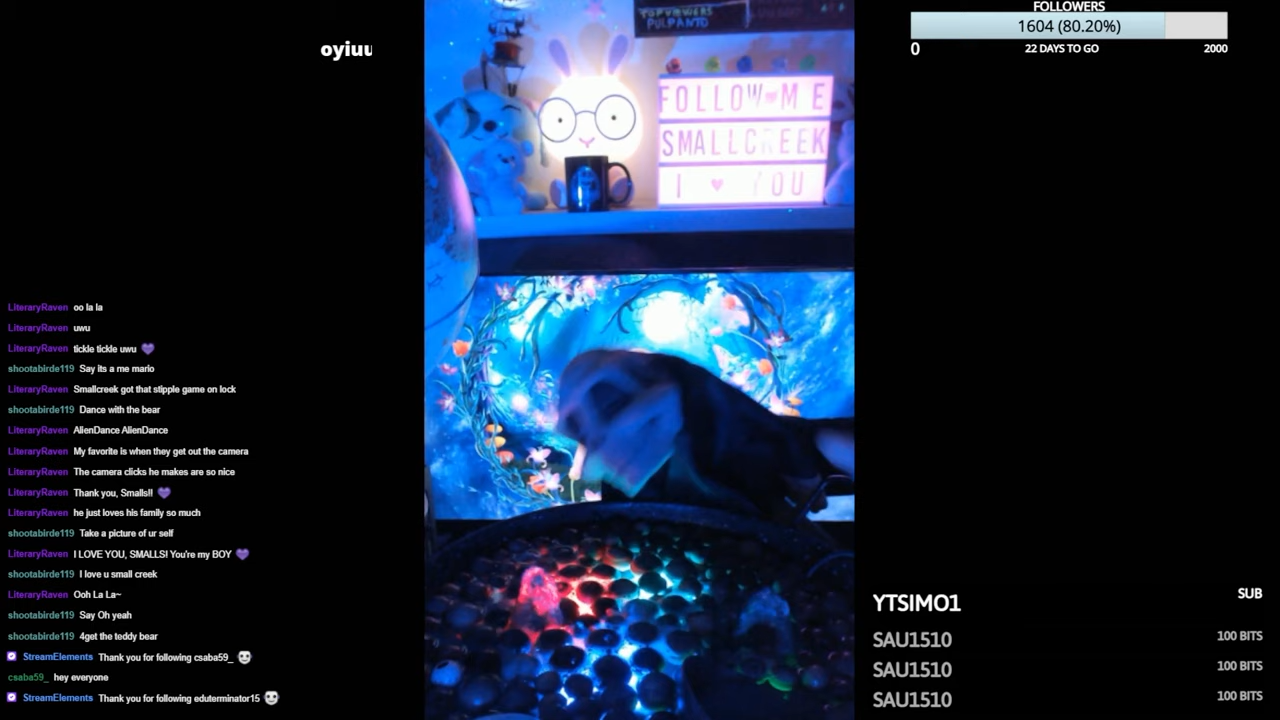 FOLLOWERS
1604 (80.20%)
0 22 DAYS TO GO 2000
oyiuu
TOPVIEWERS
PULPANTO
FOLLOW ME
SMALLCREEK
I ♥ YOU
LiteraryRaven oo la la
LiteraryRaven uwu
LiteraryRaven tickle tickle uwu 💜
shootabirde119 Say its a me mario
LiteraryRaven Smallcreek got that stipple game on lock
shootabirde119 Dance with the bear
LiteraryRaven AlienDance AlienDance
LiteraryRaven My favorite is when they get out the camera
LiteraryRaven The camera clicks he makes are so nice
LiteraryRaven Thank you, Smalls!! 💜
LiteraryRaven he just loves his family so much
shootabirde119 Take a picture of ur self
LiteraryRaven I LOVE YOU, SMALLS! You're my BOY 💜
shootabirde119 I love u small creek
LiteraryRaven Ooh La La~
shootabirde119 Say Oh yeah
shootabirde119 4get the teddy bear
StreamElements Thank you for following csaba59_
csaba59_ hey everyone
StreamElements Thank you for following eduterminator15
YTSIMO1 SUB
SAU1510 100 BITS
SAU1510 100 BITS
SAU1510 100 BITS